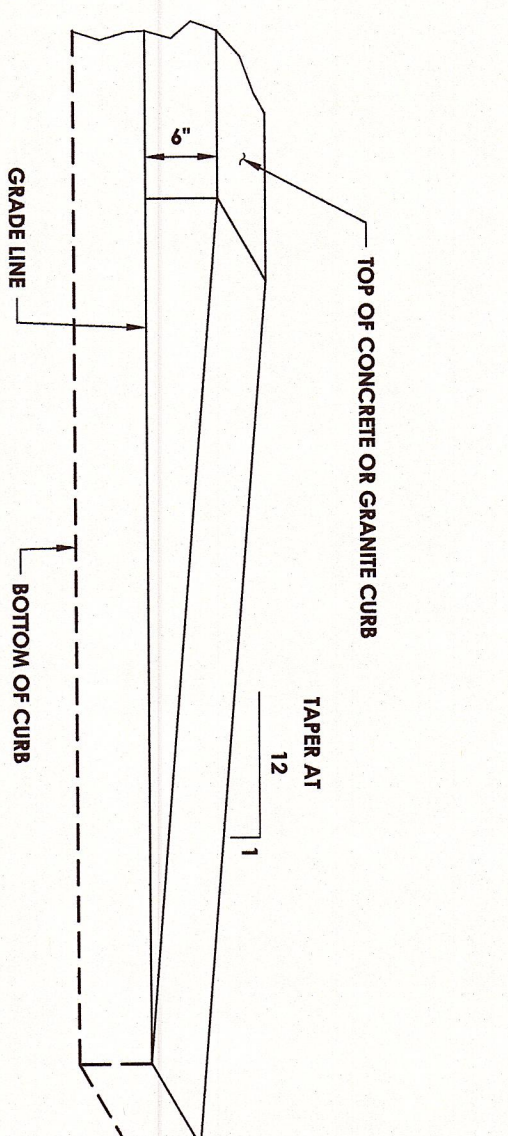 6"
TOP OF CONCRETE OR GRANITE CURB
GRADE LINE
BOTTOM OF CURB
TAPER AT
12
1